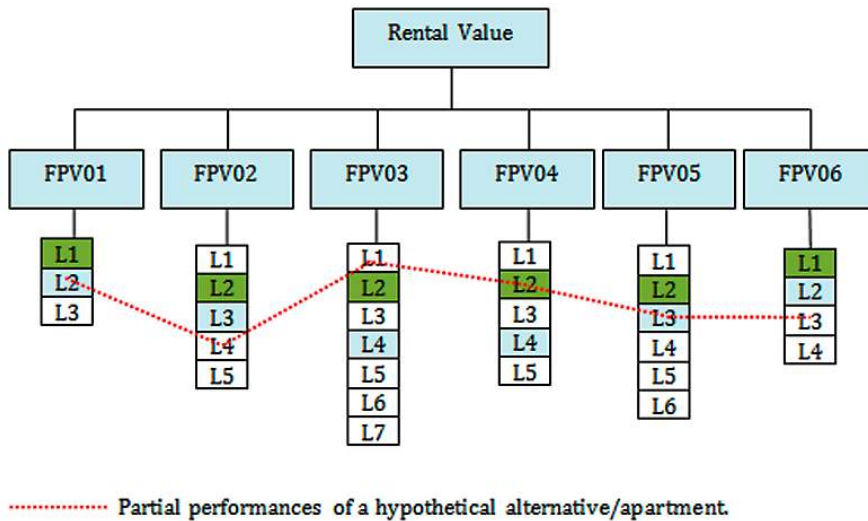 Rental Value
FPV01 FPV02 FPV03 FPV04 FPV05 FPV06
L1
L2
L3
L1
L2
L3
L4
L5
L1
L2
L3
L4
L5
L6
L7
L1
L2
L3
L4
L5
L1
L2
L3
L4
L5
L6
L1
L2
L3
L4
Partial performances of a hypothetical alternative/apartment.